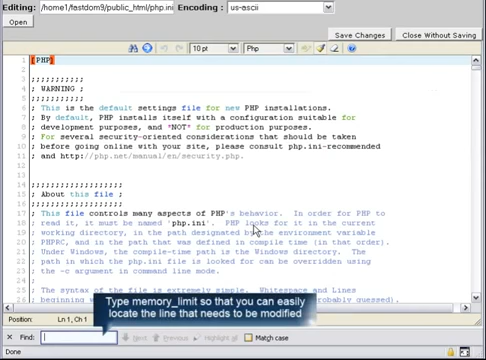 Editing: /home1/fastdom9/public_html/php.ini Encoding : us-ascii
Open
Save Changes Close Without Saving
10 pt Php
1 [PHP]
2
3 ;;;;;;;;;;;
4 ; WARNING ;
5 ;;;;;;;;;;;
6 ; This is the default settings file for new PHP installations.
7 ; By default, PHP installs itself with a configuration suitable for
8 ; development purposes, and *NOT* for production purposes.
9 ; For several security-oriented considerations that should be taken
10 ; before going online with your site, please consult php.ini-recommended
11 ; and http://php.net/manual/en/security.php.
12
13
14 ;;;;;;;;;;;;;;;;;;;
15 ; About this file ;
16 ;;;;;;;;;;;;;;;;;;;
17 ; This file controls many aspects of PHP's behavior. In order for PHP to
18 ; read it, it must be named 'php.ini'. PHP looks for it in the current
19 ; working directory, in the path designated by the environment variable
20 ; PHPRC, and in the path that was defined in compile time (in that order).
21 ; Under Windows, the compile-time path is the Windows directory. The
22 ; path in which the php.ini file is looked for can be overridden using
23 ; the -c argument in command line mode.
24 ;
25 ; The syntax of the file is extremely simple. Whitespace and Lines
; beginning probably guessed).
Type memory_limit so that you can easily
locate the line that needs to be modified
Position: Ln 1, Ch 1
Find: Next Previous Highlight all Match case
Done